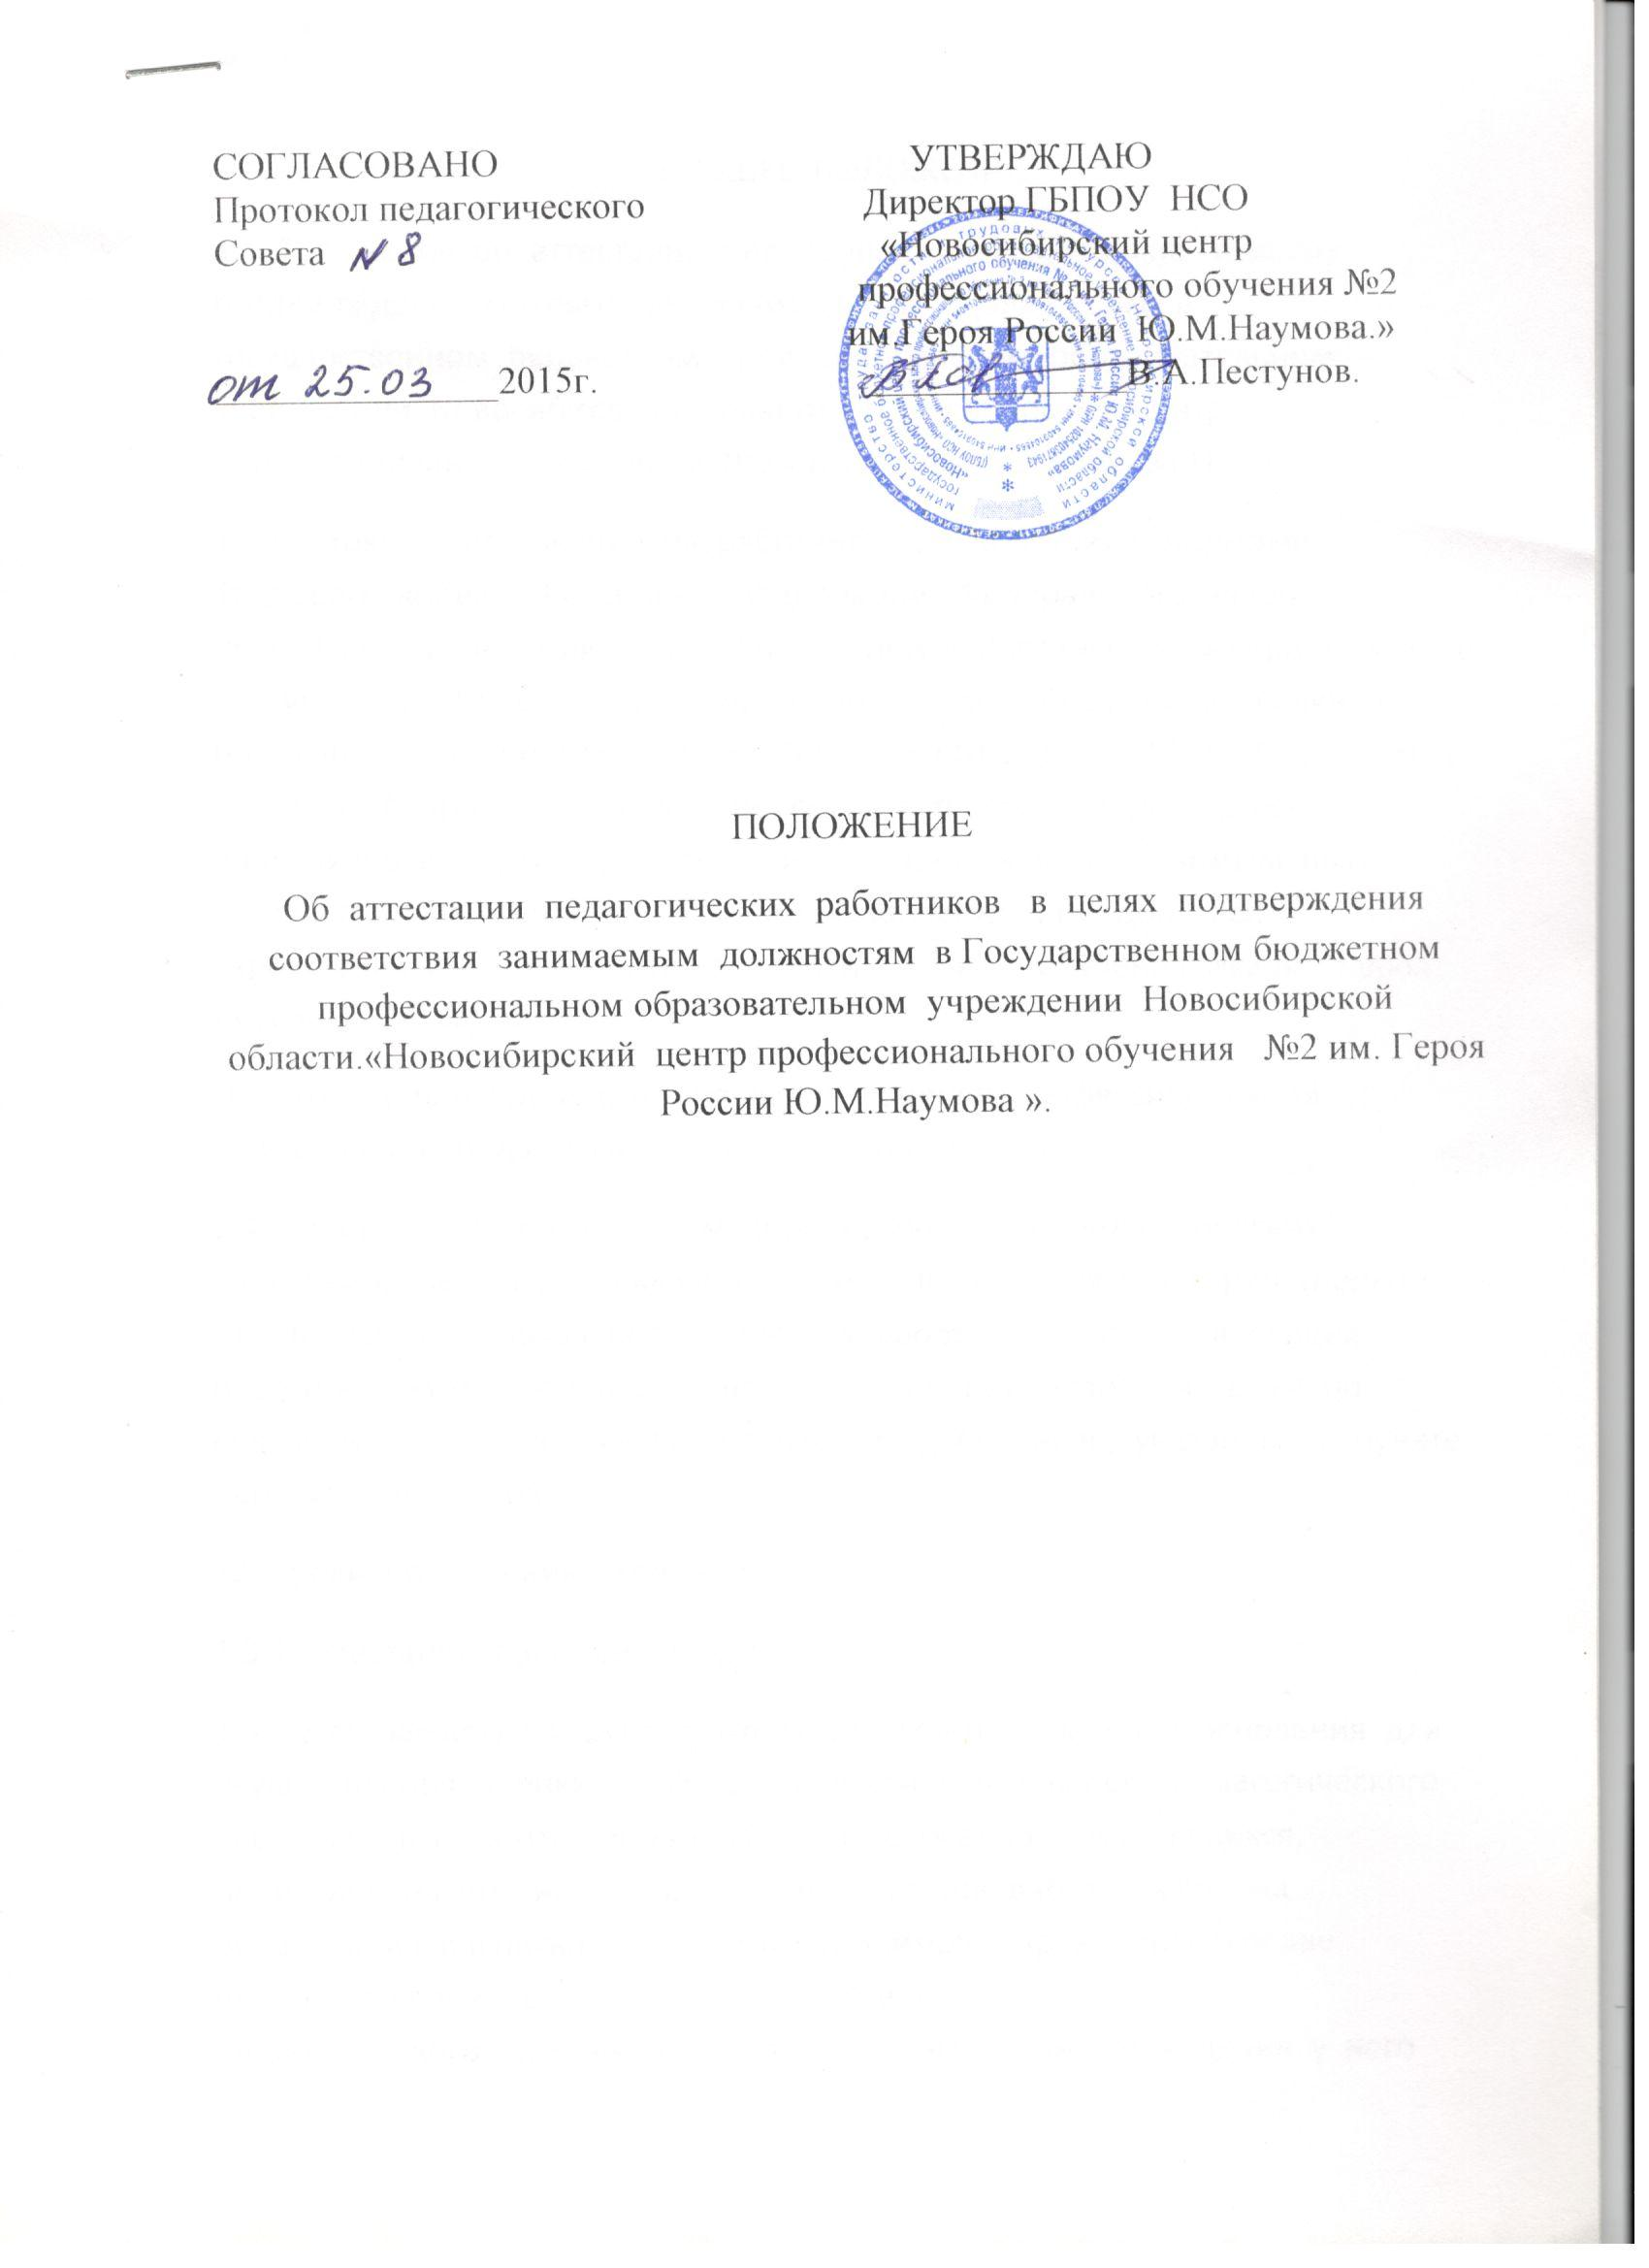 СОГЛАСОВАНО
Протокол педагогического
Совета № 8
от 25.03 2015г.
УТВЕРЖДАЮ
Директор ГБПОУ НСО
«Новосибирский центр
профессионального обучения №2
им.Героя России Ю.М.Наумова.»
В.А.Пестунов.
ПОЛОЖЕНИЕ
Об аттестации педагогических работников в целях подтверждения
соответствия занимаемым должностям в Государственном бюджетном
профессиональном образовательном учреждении Новосибирской
области.«Новосибирский центр профессионального обучения №2 им. Героя
России Ю.М.Наумова ».